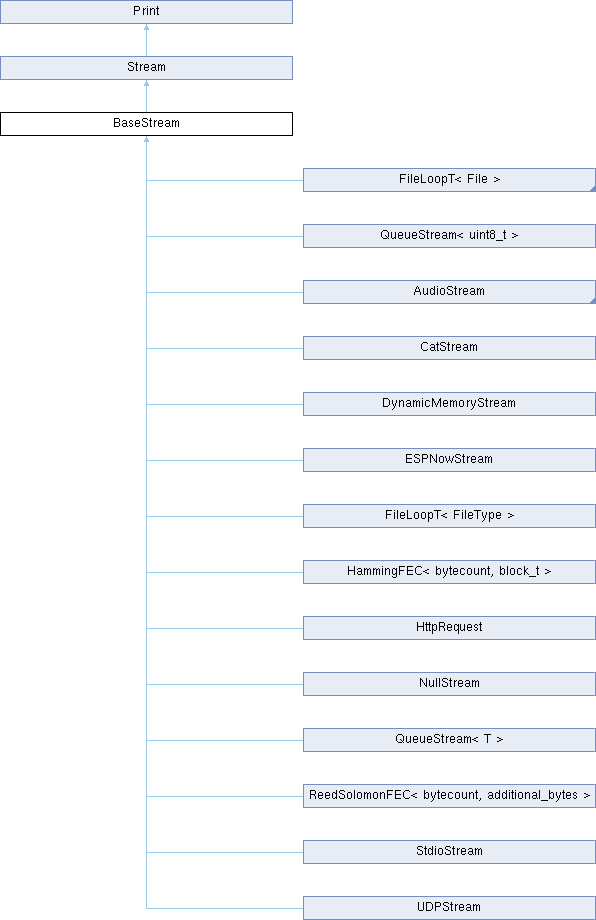 Print
Stream
BaseStream
FileLoopT< File >
QueueStream< uint8_t >
AudioStream
CatStream
DynamicMemoryStream
ESPNowStream
FileLoopT< FileType >
HammingFEC< bytecount, block_t >
HttpRequest
NullStream
QueueStream< T >
ReedSolomonFEC< bytecount, additional_bytes >
StdioStream
UDPStream